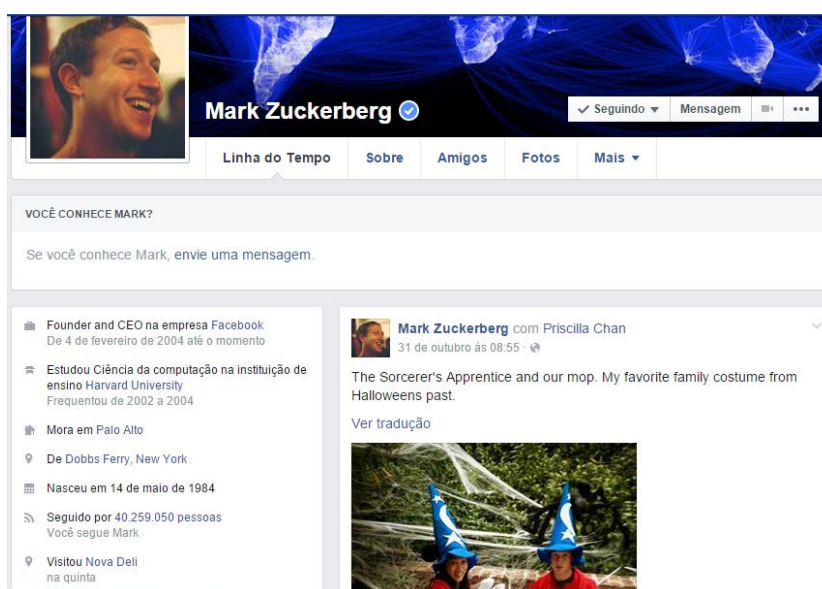 Mark Zuckerberg
Seguindo
Mensagem
Linha do Tempo
Sobre
Amigos
Fotos
Mais
VOCÊ CONHECE MARK?
Se você conhece Mark, envie uma mensagem.
Founder and CEO na empresa Facebook
De 4 de fevereiro de 2004 até o momento
Estudou Ciência da computação na instituição de
ensino Harvard University
Frequentou de 2002 a 2004
Mora em Palo Alto
De Dobbs Ferry, New York
Nasceu em 14 de maio de 1984
Seguido por 40.259.050 pessoas
Você segue Mark
Visitou Nova Deli
na quinta
Mark Zuckerberg com Priscilla Chan
31 de outubro às 08:55 ·
The Sorcerer's Apprentice and our mop. My favorite family costume from
Halloweens past.
Ver tradução